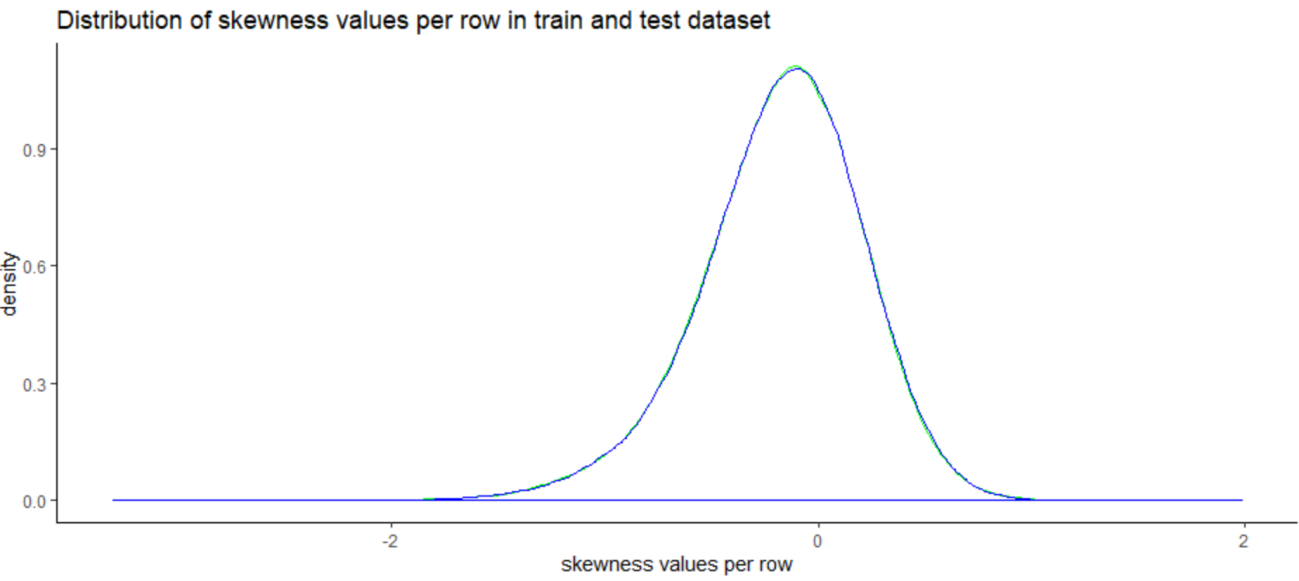 Distribution of skewness values per row in train and test dataset
density
0.9
0.6
0.3
0.0
-2
0
2
skewness values per row